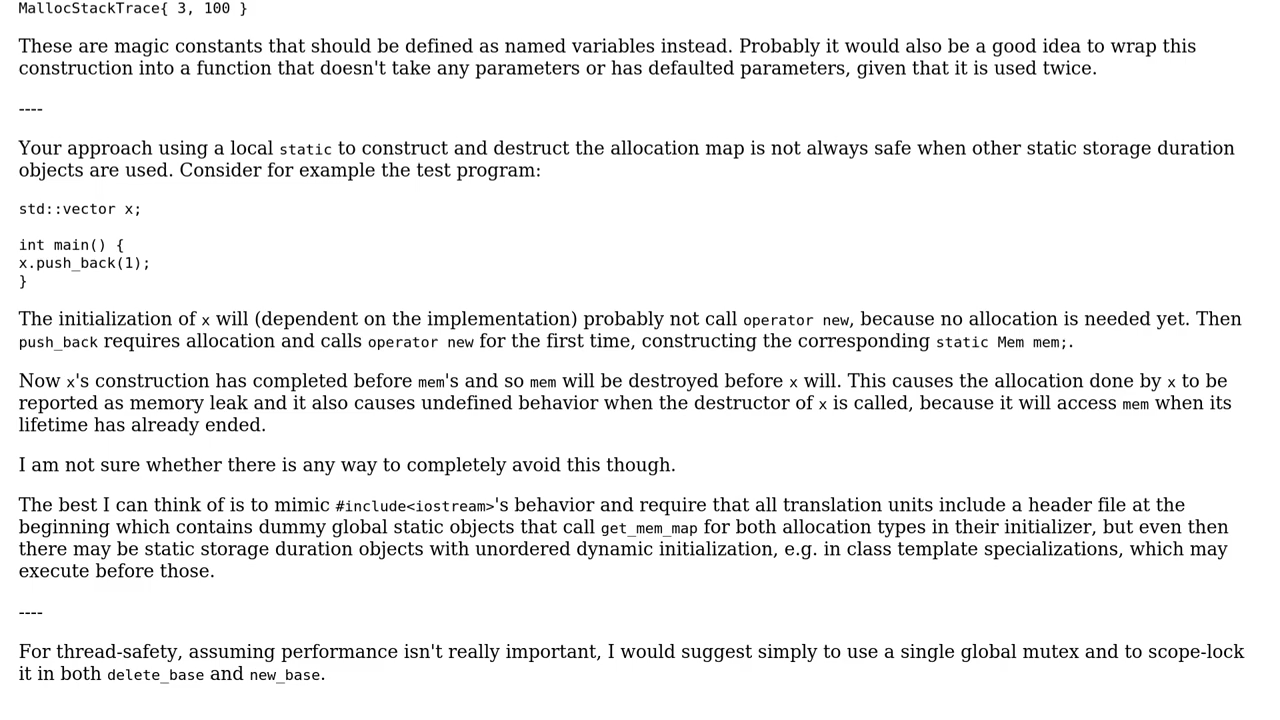 MallocStackTrace{ 3, 100 }
These are magic constants that should be defined as named variables instead. Probably it would also be a good idea to wrap this
construction into a function that doesn't take any parameters or has defaulted parameters, given that it is used twice.
----
Your approach using a local static to construct and destruct the allocation map is not always safe when other static storage duration
objects are used. Consider for example the test program:
std::vector x;
int main() {
x.push_back(1);
}
The initialization of x will (dependent on the implementation) probably not call operator new, because no allocation is needed yet. Then
push_back requires allocation and calls operator new for the first time, constructing the corresponding static Mem mem;.
Now x's construction has completed before mem's and so mem will be destroyed before x will. This causes the allocation done by x to be
reported as memory leak and it also causes undefined behavior when the destructor of x is called, because it will access mem when its
lifetime has already ended.
I am not sure whether there is any way to completely avoid this though.
The best I can think of is to mimic #include<iostream>'s behavior and require that all translation units include a header file at the
beginning which contains dummy global static objects that call get_mem_map for both allocation types in their initializer, but even then
there may be static storage duration objects with unordered dynamic initialization, e.g. in class template specializations, which may
execute before those.
----
For thread-safety, assuming performance isn't really important, I would suggest simply to use a single global mutex and to scope-lock
it in both delete_base and new_base.